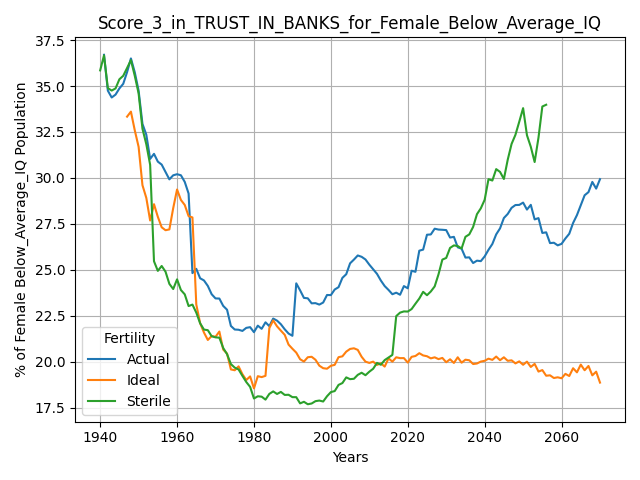 Score_3_in_TRUST_IN_BANKS_for_Female_Below_Average_IQ
% of Female Below_Average_IQ Population
37.5
35.0
32.5
30.0
27.5
25.0
22.5
20.0
17.5
Fertility
Actual
Ideal
Sterile
1940 1960 1980 2000 2020 2040 2060
Years